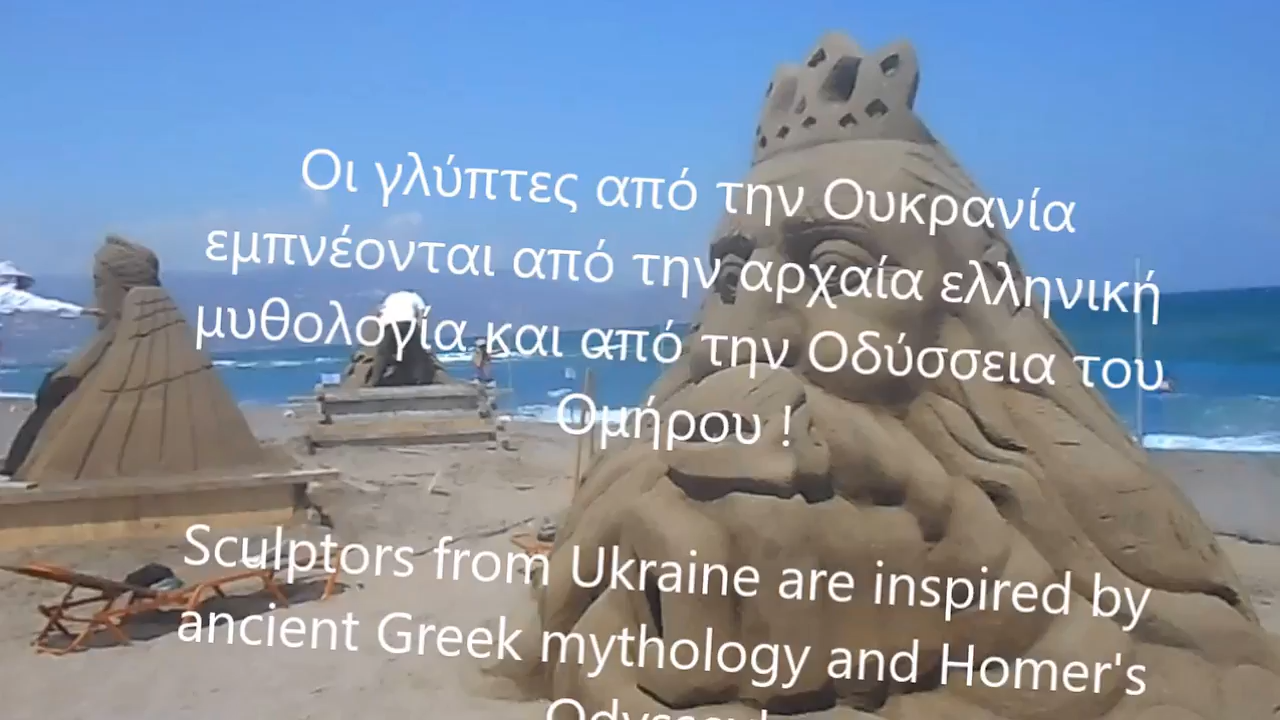 Οι γλύπτες από την Ουκρανία
εμπνέονται από την αρχαία ελληνική
μυθολογία και από την Οδύσσεια του
Ομήρου !
Sculptors from Ukraine are inspired by
ancient Greek mythology and Homer's
Odyssey!